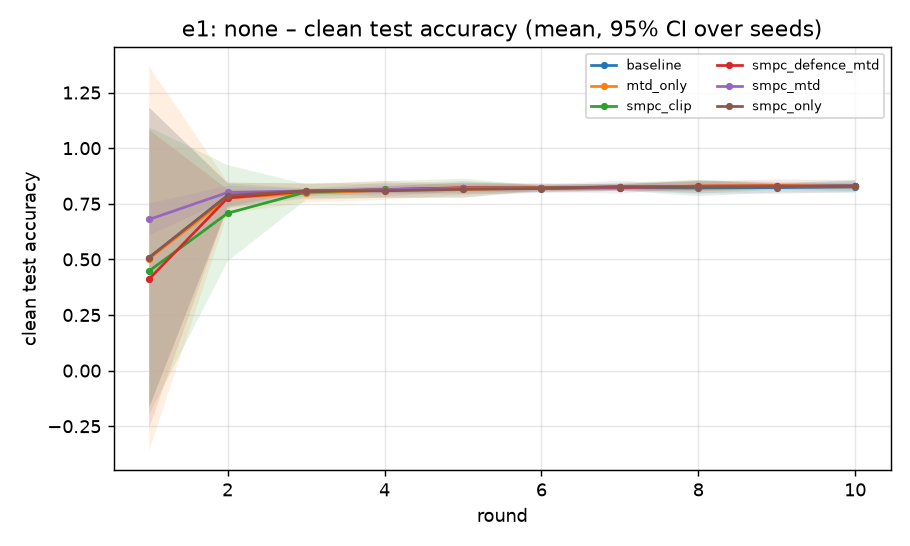 e1: none – clean test accuracy (mean, 95% CI over seeds)
baseline
mtd_only
smpc_clip
smpc_defence_mtd
smpc_mtd
smpc_only
clean test accuracy
1.25
1.00
0.75
0.50
0.25
0.00
−0.25
2 4 6 8 10
round